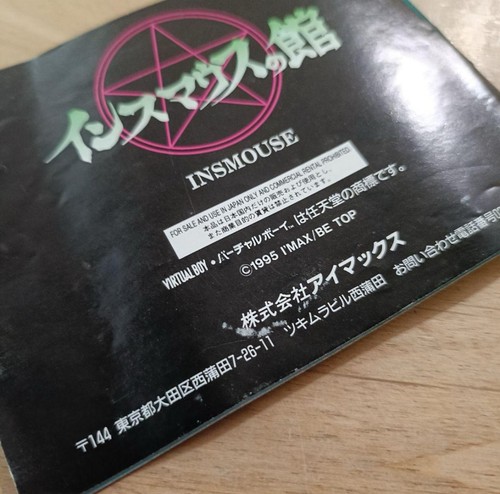 インスマウスの館
INSMOUSE
FOR SALE AND USE IN JAPAN ONLY AND COMMERCIAL RENTAL PROHIBITED.
本品は日本国内だけの販売および使用とし、
また商業目的の賃貸は禁止されています。
VIRTUALBOY・バーチャルボーイ™は任天堂の商標です。
©1995 I'MAX/BE TOP
株式会社アイマックス
〒144 東京都大田区西蒲田7-26-11 ツキムラビル西蒲田 お問い合わせ電話番号